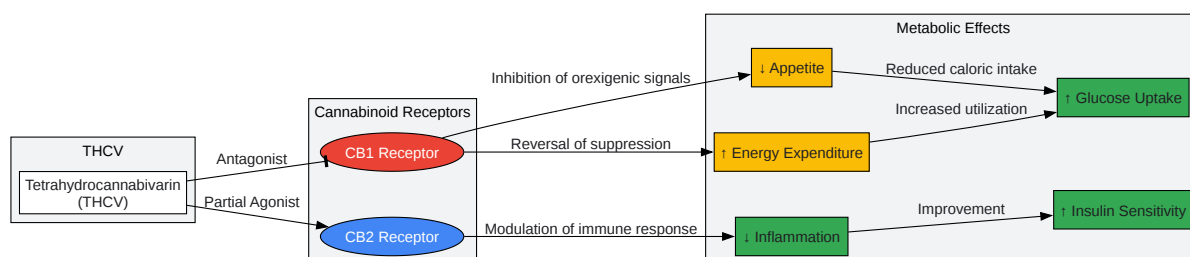 Metabolic Effects
↓ Appetite
Reduced caloric intake
Inhibition of orexigenic signals
↑ Glucose Uptake
Cannabinoid Receptors
Increased utilization
THCV
Antagonist
CB1 Receptor
Reversal of suppression
↑ Energy Expenditure
Tetrahydrocannabivarin
(THCV)
Partial Agonist
CB2 Receptor
Modulation of immune response
↓ Inflammation
Improvement
↑ Insulin Sensitivity